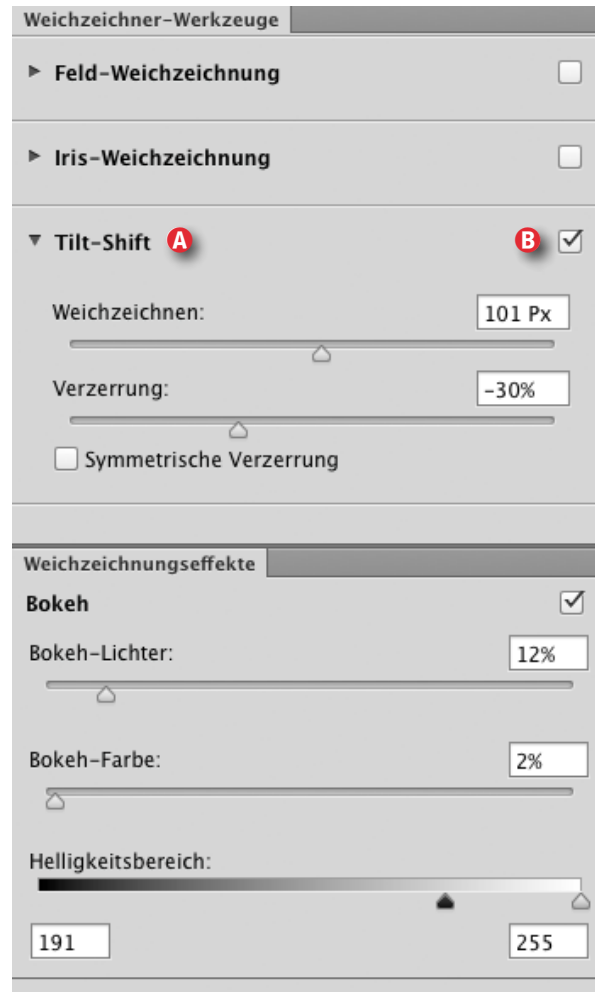 Weichzeichner-Werkzeuge
Feld-Weichzeichnung
Iris-Weichzeichnung
Tilt-Shift A B
Weichzeichnen: 101 Px
Verzerrung: -30%
Symmetrische Verzerrung
Weichzeichnungseffekte
Bokeh
Bokeh-Lichter: 12%
Bokeh-Farbe: 2%
Helligkeitsbereich:
191 255